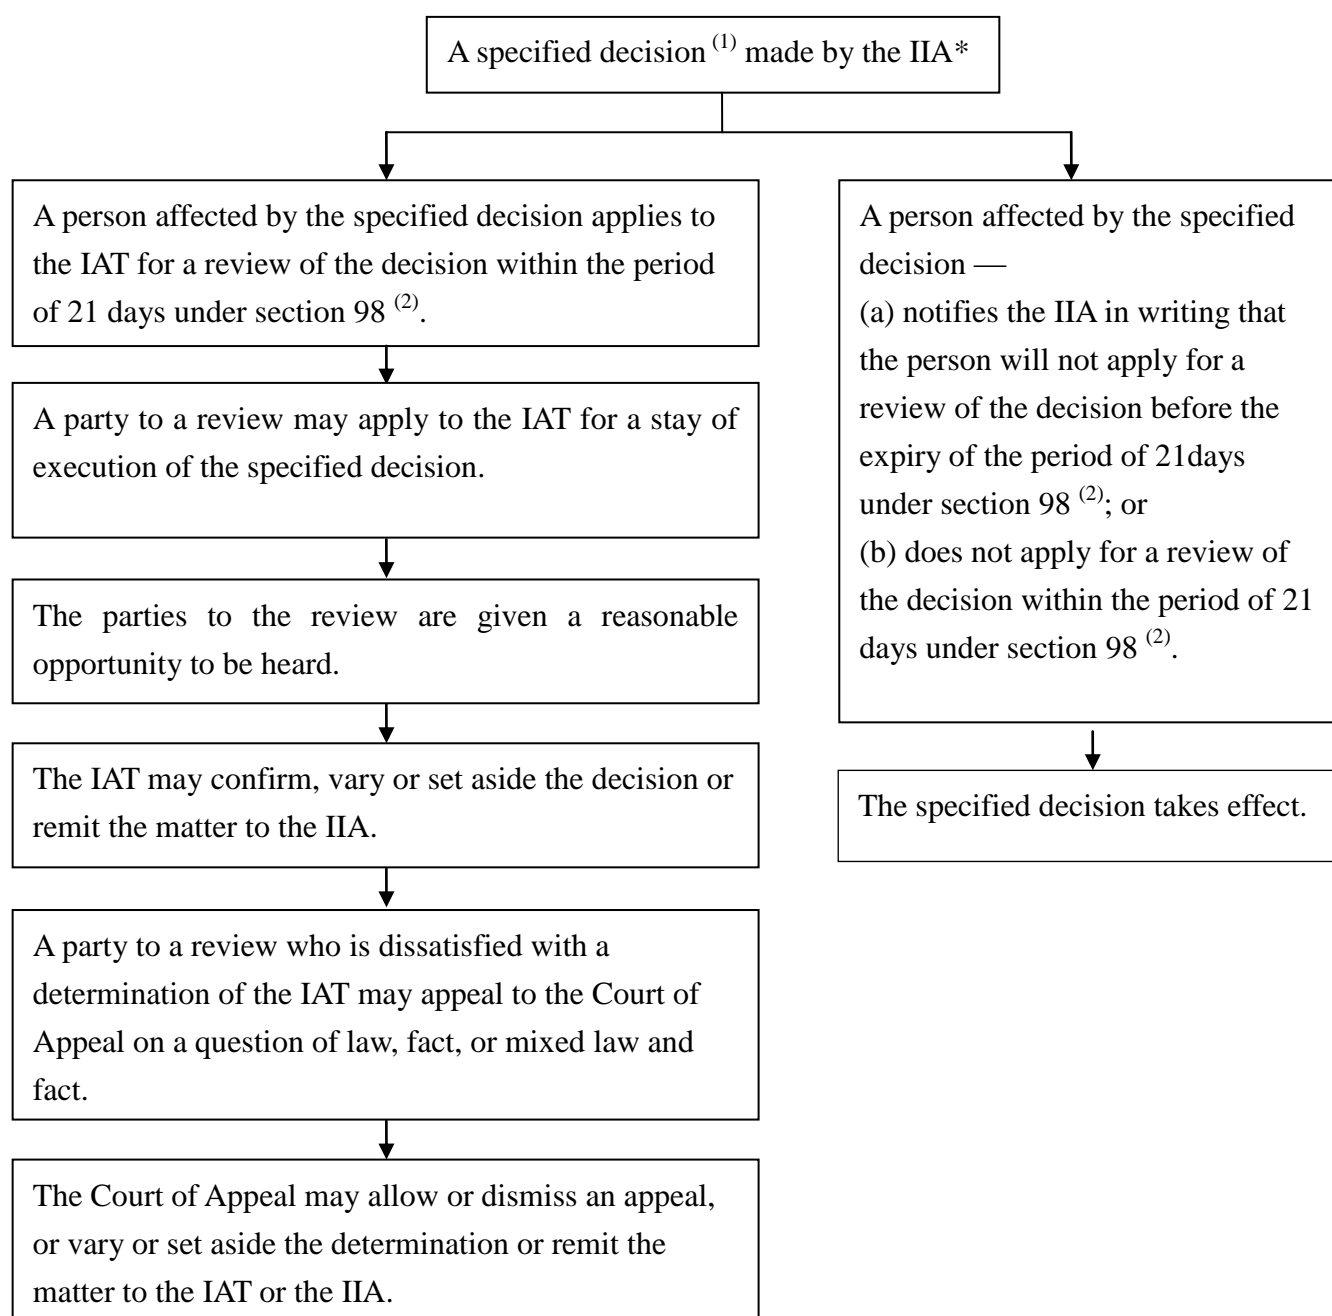 A specified decision (1) made by the IIA*
A person affected by the specified decision applies to
the IAT for a review of the decision within the period
of 21 days under section 98 (2).
A party to a review may apply to the IAT for a stay of
execution of the specified decision.
The parties to the review are given a reasonable
opportunity to be heard.
The IAT may confirm, vary or set aside the decision or
remit the matter to the IIA.
A party to a review who is dissatisfied with a
determination of the IAT may appeal to the Court of
Appeal on a question of law, fact, or mixed law and
fact.
The Court of Appeal may allow or dismiss an appeal,
or vary or set aside the determination or remit the
matter to the IAT or the IIA.
A person affected by the specified
decision —
(a) notifies the IIA in writing that
the person will not apply for a
review of the decision before the
expiry of the period of 21days
under section 98 (2); or
(b) does not apply for a review of
the decision within the period of 21
days under section 98 (2).
The specified decision takes effect.